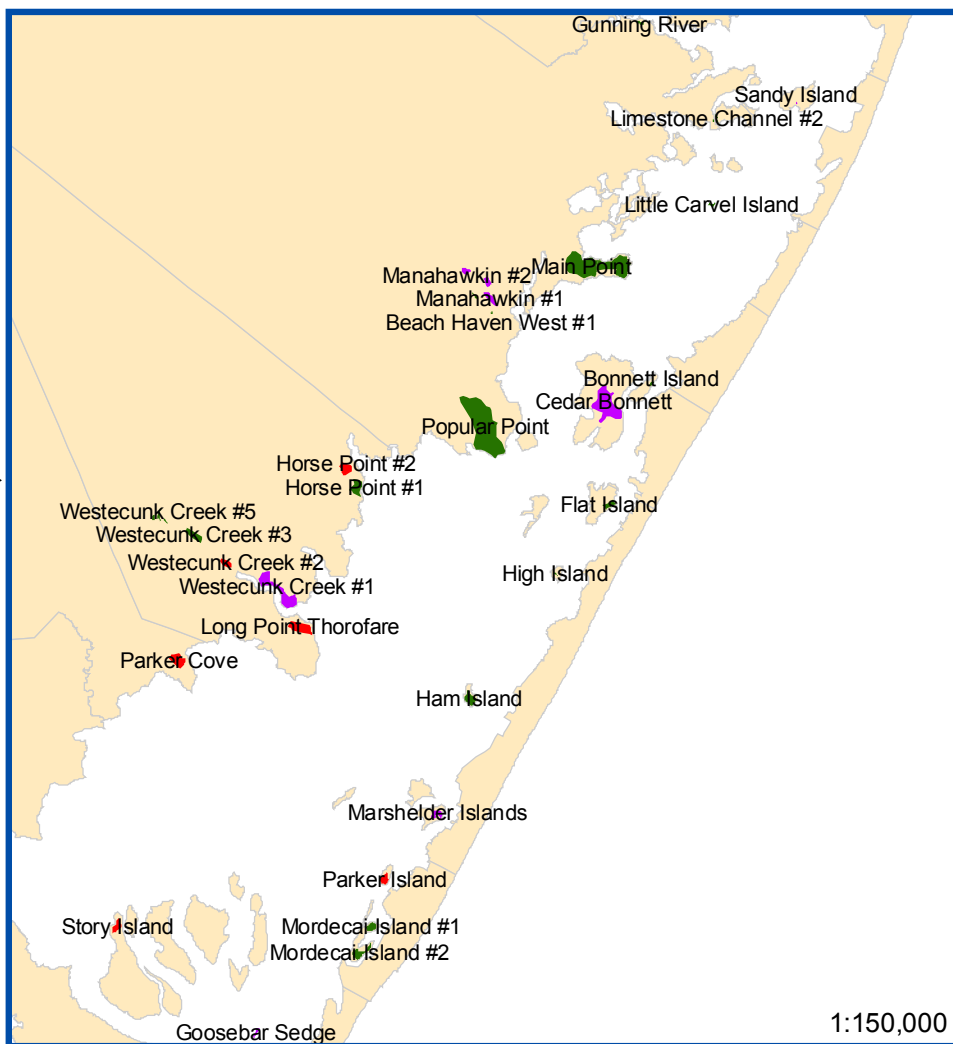 Gunning River
Sandy Island
Limestone Channel #2
Little Carvel Island
Main Point
Manahawkin #2
Manahawkin #1
Beach Haven West #1
Bonnett Island
Cedar Bonnett
Popular Point
Horse Point #2
Horse Point #1
Flat Island
Westecunk Creek #5
Westecunk Creek #3
Westecunk Creek #2
High Island
Westecunk Creek #1
Long Point Thorofare
Parker Cove
Ham Island
Marshelder Islands
Parker Island
Story Island
Mordecai Island #1
Mordecai Island #2
Goosebar Sedge
1:150,000